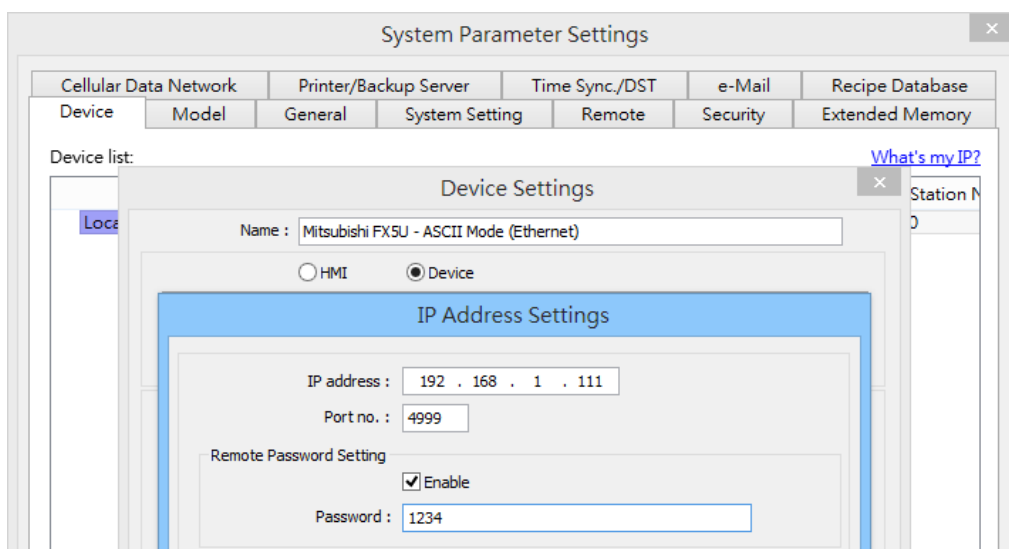 System Parameter Settings
Cellular Data Network Printer/Backup Server Time Sync./DST e-Mail Recipe Database
Device Model General System Setting Remote Security Extended Memory
Device list: What's my IP?
Device Settings
Station N
Loca
Name : Mitsubishi FX5U - ASCII Mode (Ethernet)
HMI Device
IP Address Settings
IP address : 192 . 168 . 1 . 111
Port no. : 4999
Remote Password Setting
Enable
Password : 1234